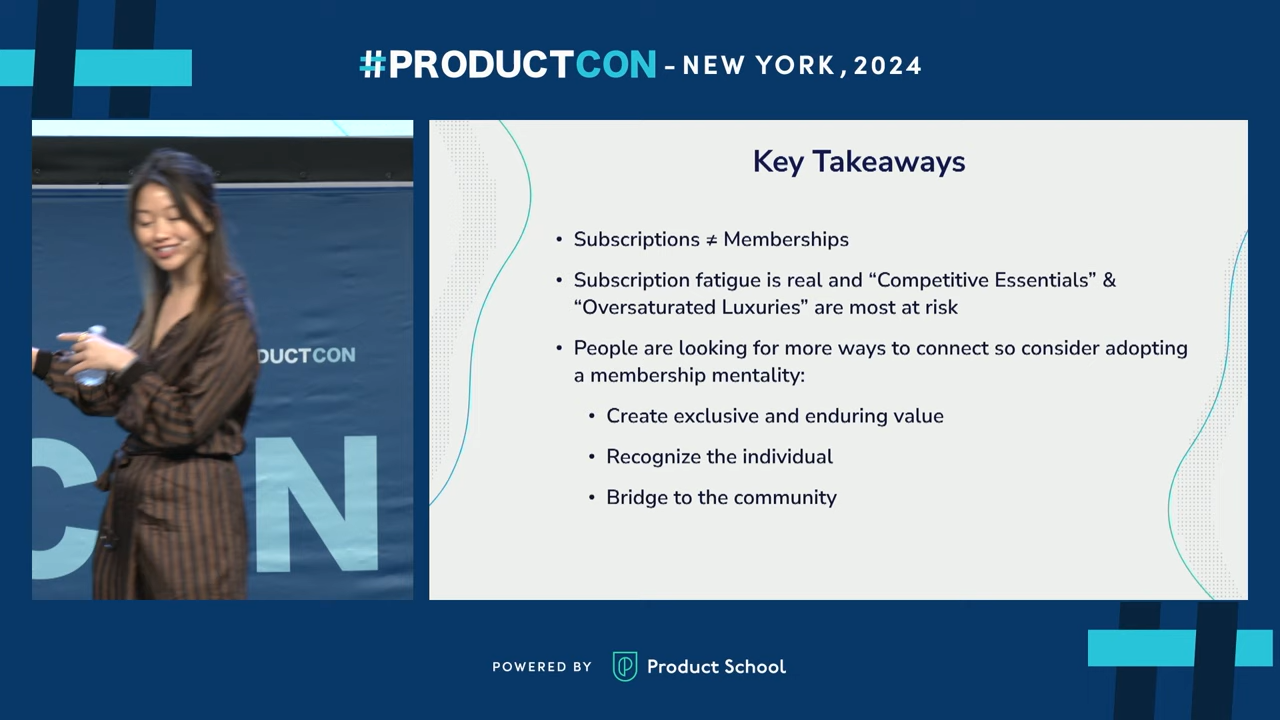 #PRODUCTCON – NEW YORK, 2024
DUCTCON
C N
Key Takeaways
• Subscriptions ≠ Memberships
• Subscription fatigue is real and “Competitive Essentials” &
“Oversaturated Luxuries” are most at risk
• People are looking for more ways to connect so consider adopting
a membership mentality:
• Create exclusive and enduring value
• Recognize the individual
• Bridge to the community
POWERED BY Product School